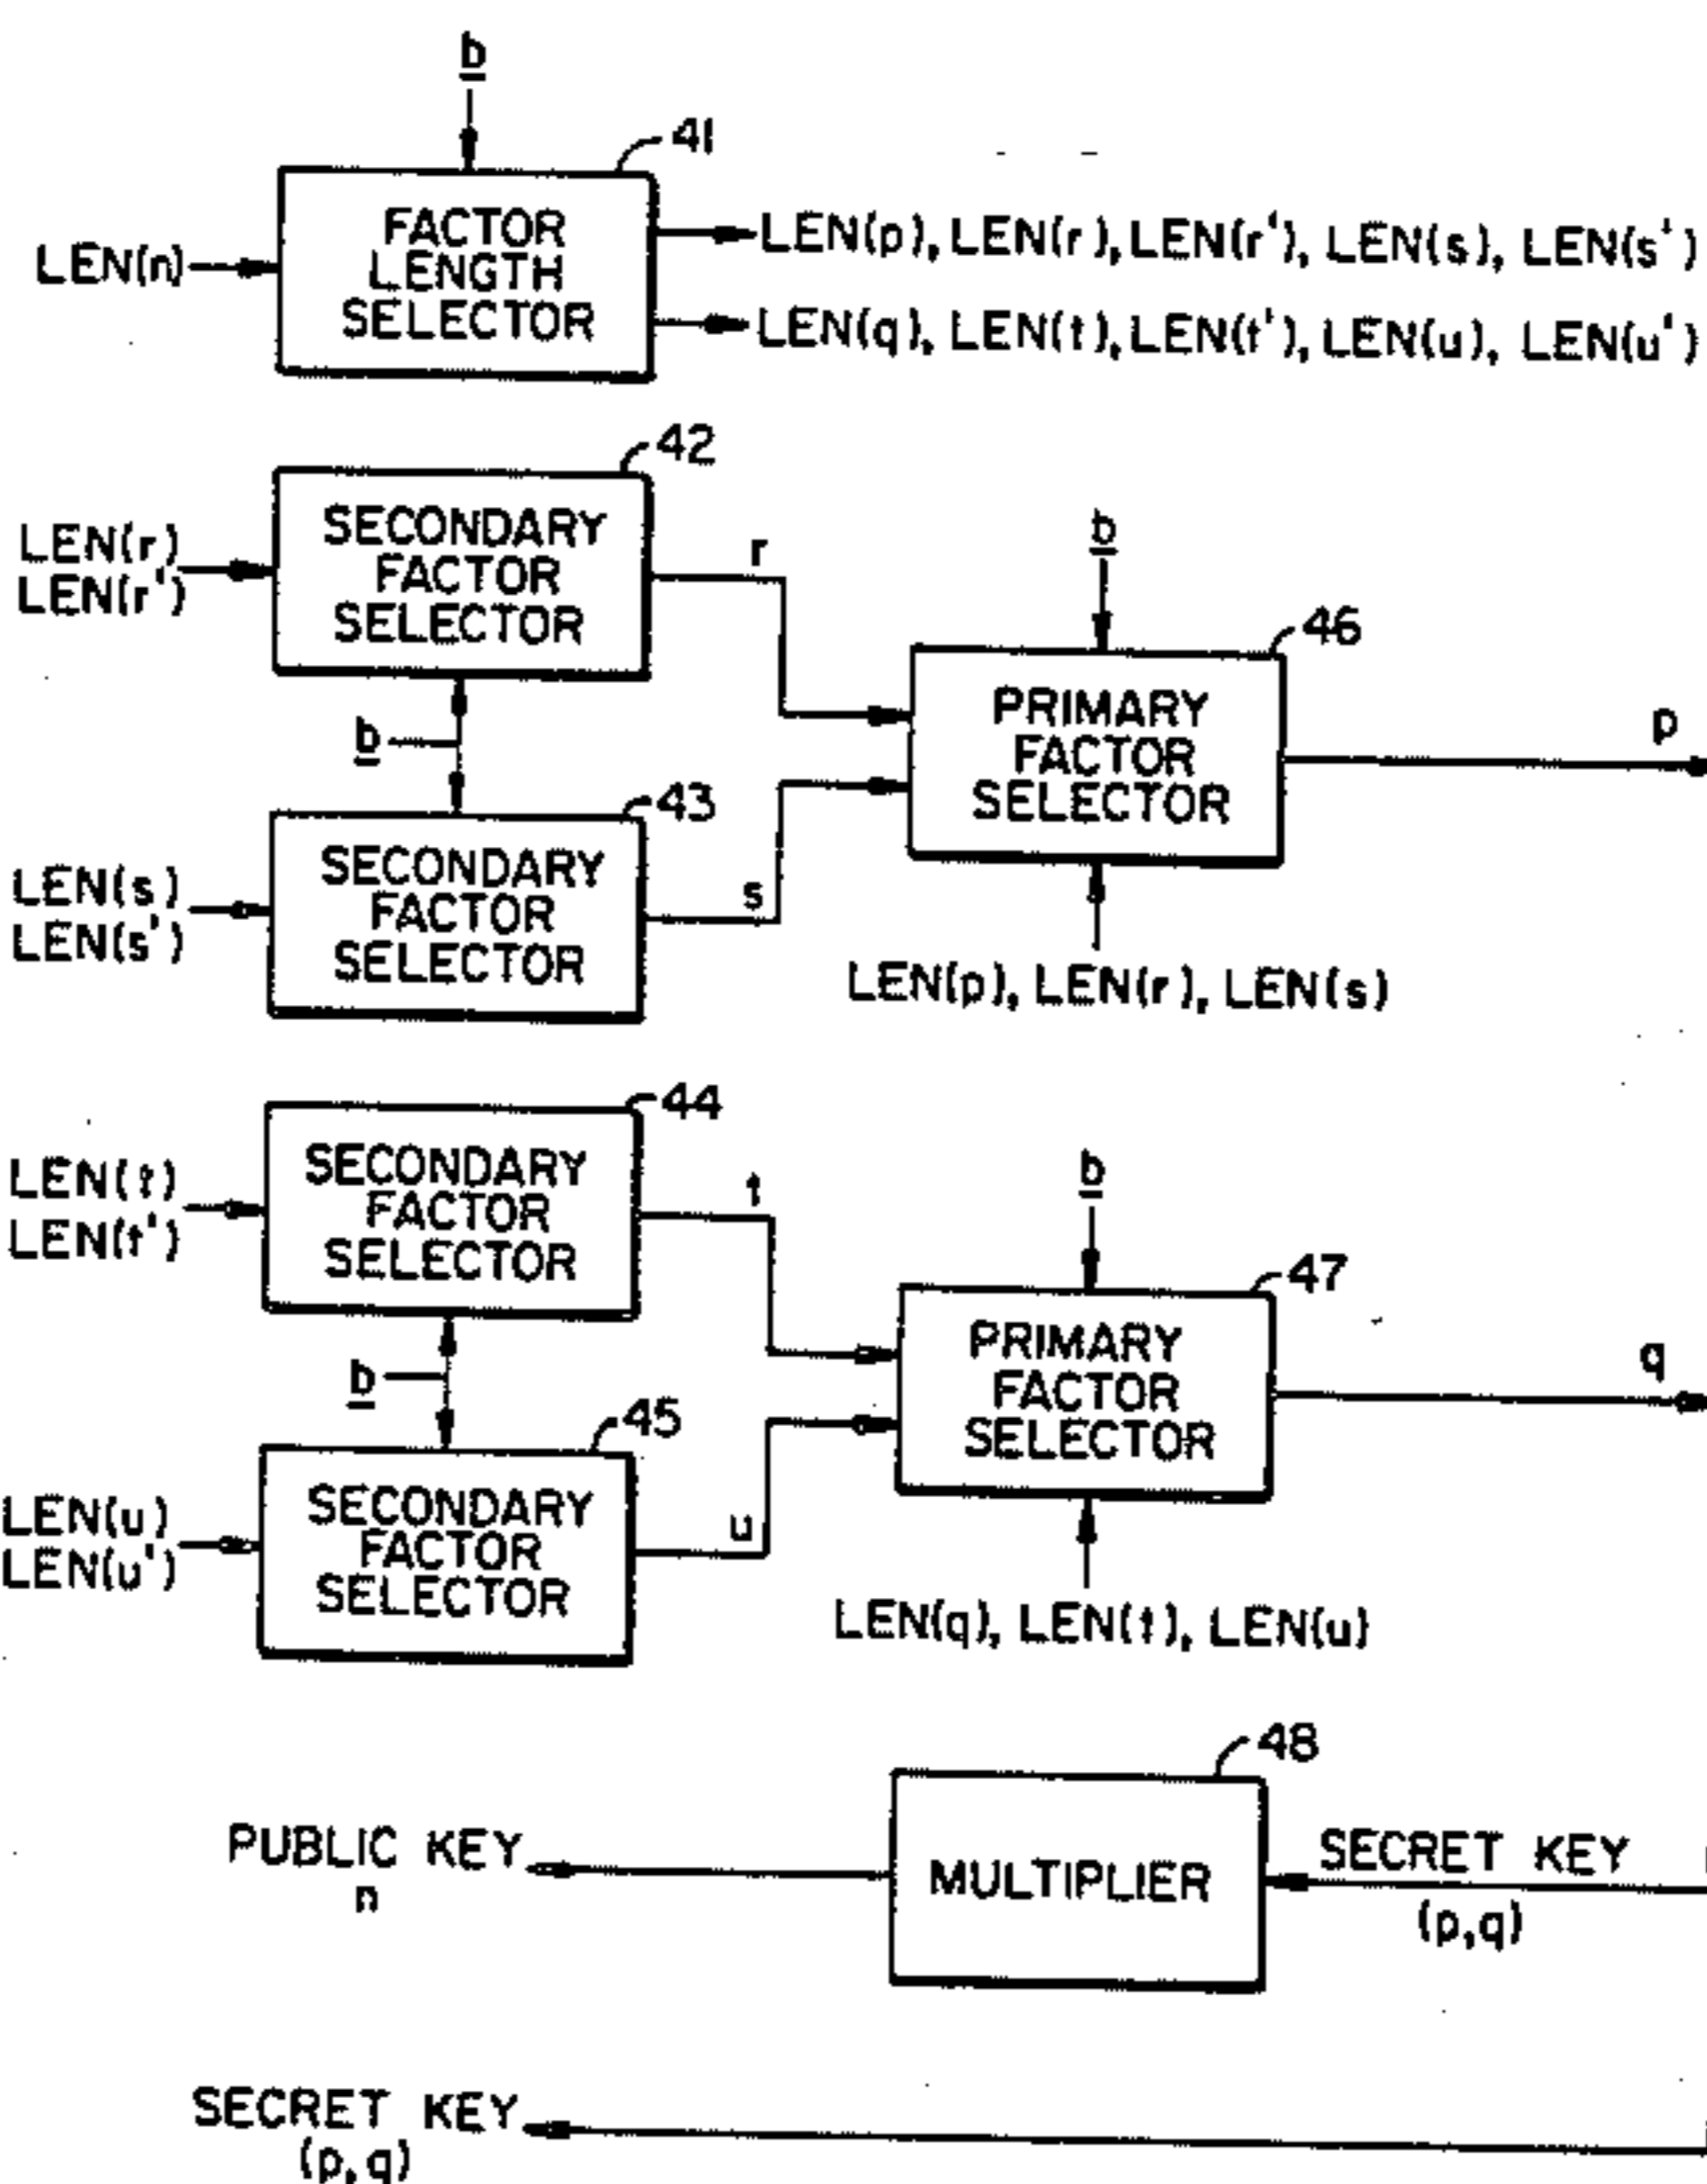 b
41
FACTOR
LENGTH
SELECTOR
LEN(n)
LEN(p), LEN(r), LEN(r'), LEN(s), LEN(s')
LEN(q), LEN(t), LEN(t'), LEN(u), LEN(u')
42
SECONDARY
FACTOR
SELECTOR
LEN(r)
LEN(r')
r
b
46
PRIMARY
FACTOR
SELECTOR
p
b
43
SECONDARY
FACTOR
SELECTOR
LEN(s)
LEN(s')
s
LEN(p), LEN(r), LEN(s)
44
SECONDARY
FACTOR
SELECTOR
LEN(t)
LEN(t')
t
b
47
PRIMARY
FACTOR
SELECTOR
q
b
45
SECONDARY
FACTOR
SELECTOR
LEN(u)
LEN(u')
u
LEN(q), LEN(t), LEN(u)
48
MULTIPLIER
PUBLIC KEY
n
SECRET KEY
(p,q)
SECRET KEY
(p,q)